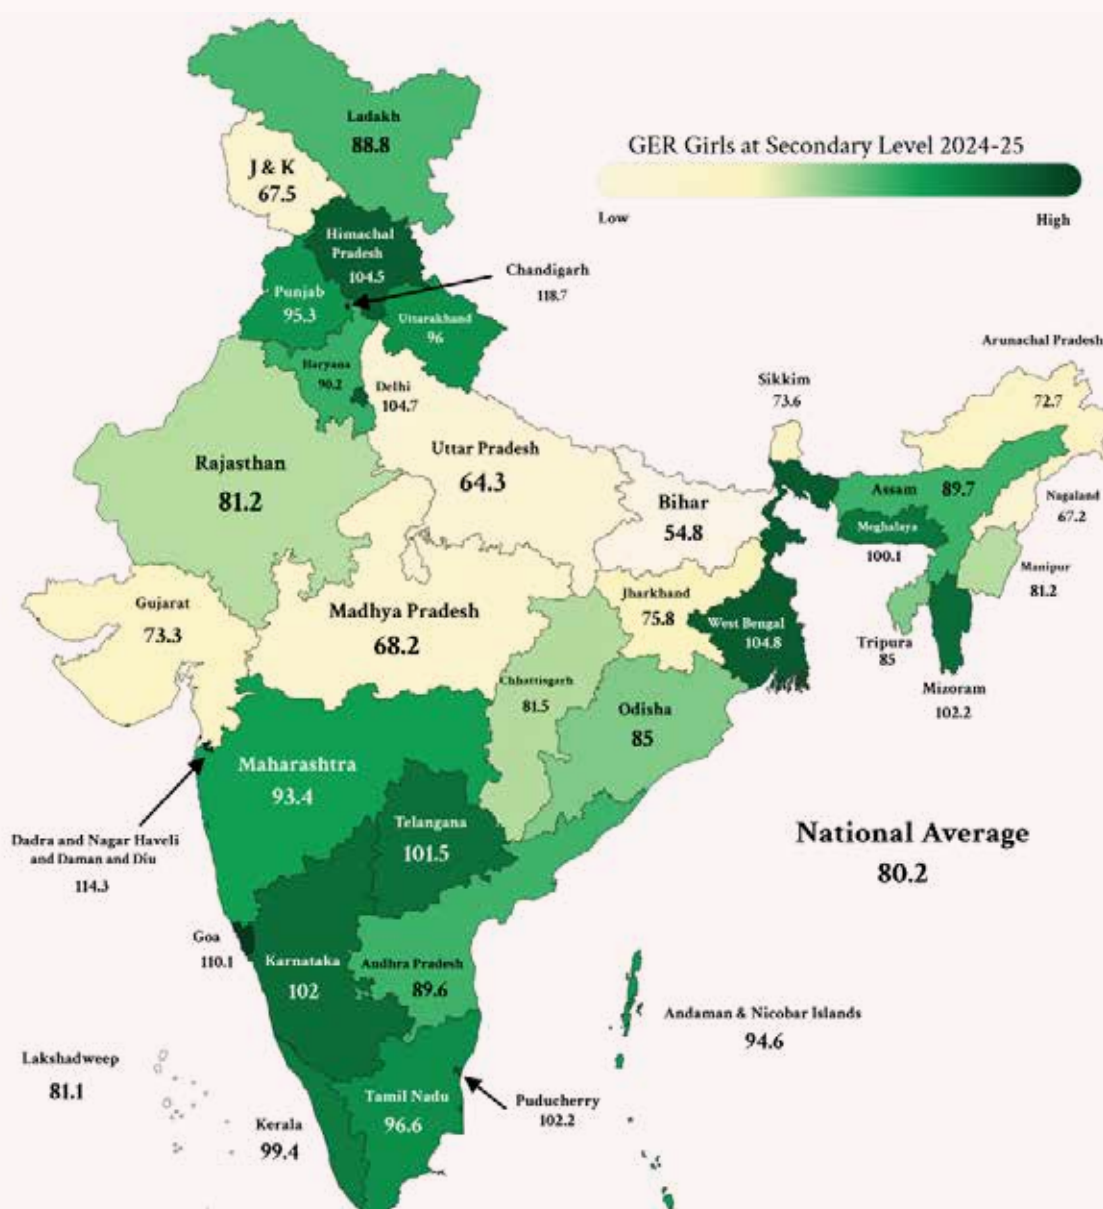 Ladakh
88.8
GER Girls at Secondary Level 2024-25
Low
High
J & K
67.5
Himachal
Pradesh
104.5
Chandigarh
118.7
Punjab
95.3
Uttarakhand
96
Haryana
90.2
Delhi
104.7
Arunachal Pradesh
72.7
Sikkim
73.6
Rajasthan
81.2
Uttar Pradesh
64.3
Bihar
54.8
Assam 89.7
Nagaland
67.2
Meghalaya
100.1
Manipur
81.2
Gujarat
73.3
Madhya Pradesh
68.2
Jharkhand
75.8
West Bengal
104.8
Tripura
85
Mizoram
102.2
Chhattisgarh
81.5
Odisha
85
Maharashtra
93.4
Telangana
101.5
National Average
80.2
Dadra and Nagar Haveli
and Daman and Diu
114.3
Goa
110.1
Karnataka
102
Andhra Pradesh
89.6
Andaman & Nicobar Islands
94.6
Lakshadweep
81.1
Kerala
99.4
Tamil Nadu
96.6
Puducherry
102.2